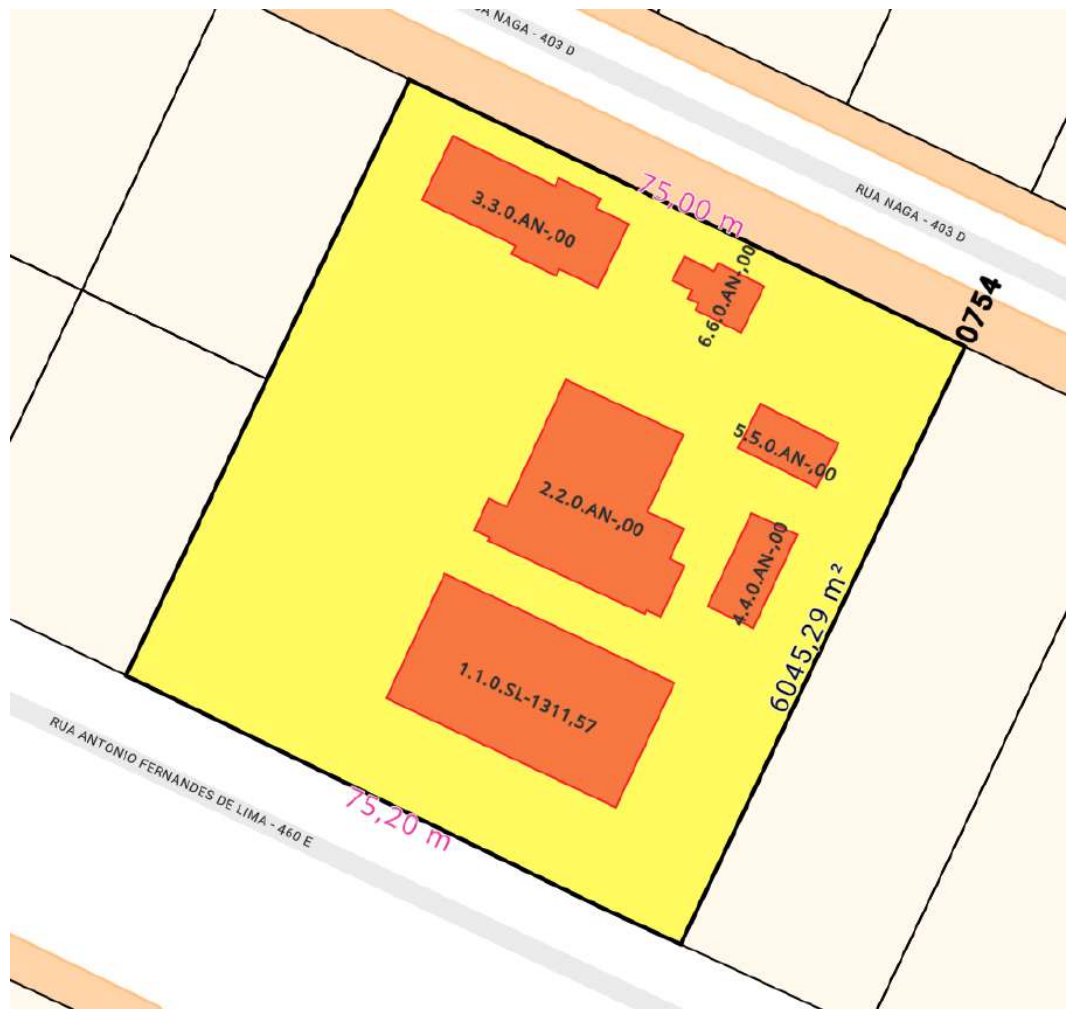 NAGA - 403 D
RUA NAGA - 403 D
75,00 m
0754
3.3.0.AN-,00
6.6.0.AN-,00
5.5.0.AN-,00
2.2.0.AN-,00
4.4.0.AN-,00
6045,29 m²
1.1.0.SL-1311,57
RUA ANTONIO FERNANDES DE LIMA - 460 E
75,20 m